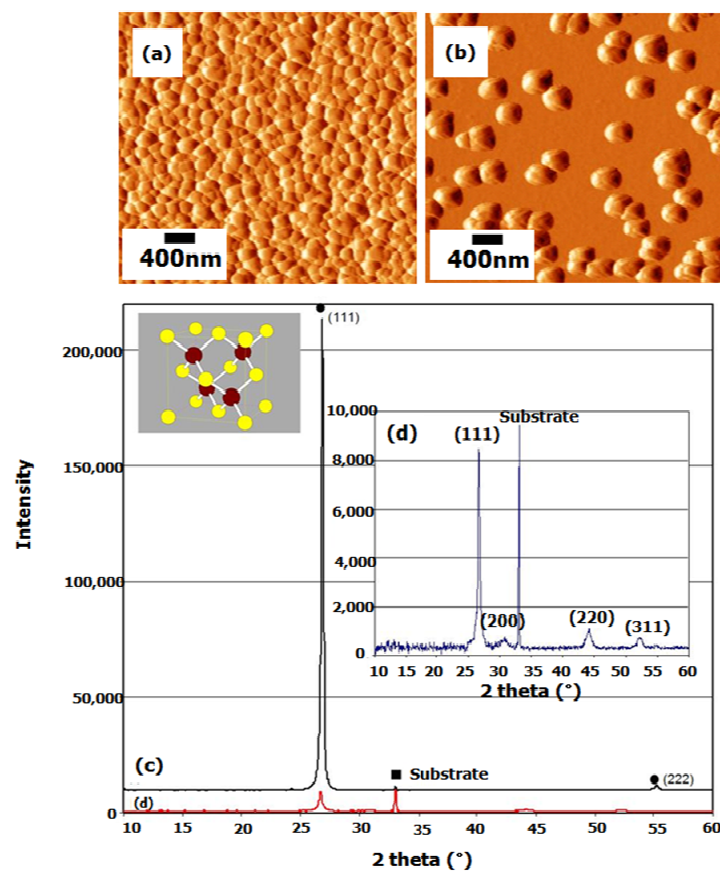 (a)
400nm
(b)
400nm
● (111)
200,000
150,000
100,000
50,000
0
Intensity
(c)
(d)
■ Substrate
● (222)
10 15 20 25 30 35 40 45 50 55 60
2 theta (°)
10,000
8,000
6,000
4,000
2,000
0
(d)
(111)
Substrate
(200)
(220)
(311)
10 15 20 25 30 35 40 45 50 55 60
2 theta (°)